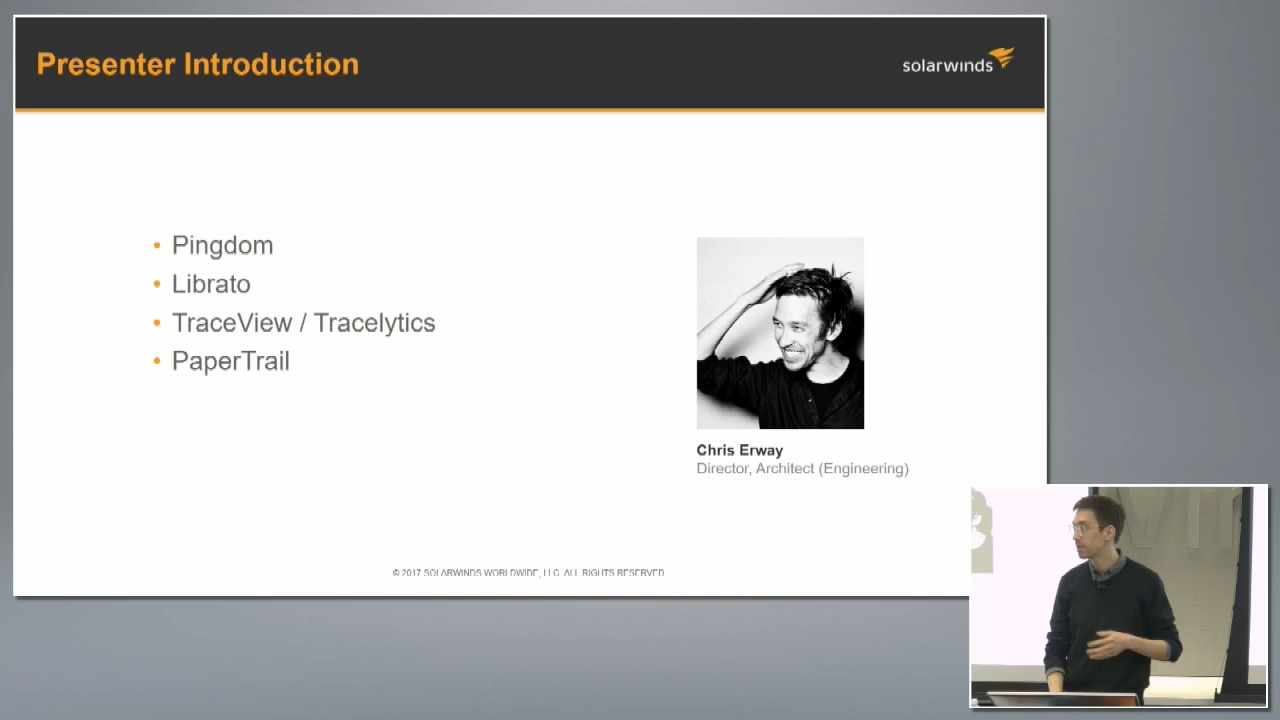 Presenter Introduction
solarwinds
• Pingdom
• Librato
• TraceView / Tracelytics
• PaperTrail
Chris Erway
Director, Architect (Engineering)
© 2017 SOLARWINDS WORLDWIDE, LLC. ALL RIGHTS RESERVED.